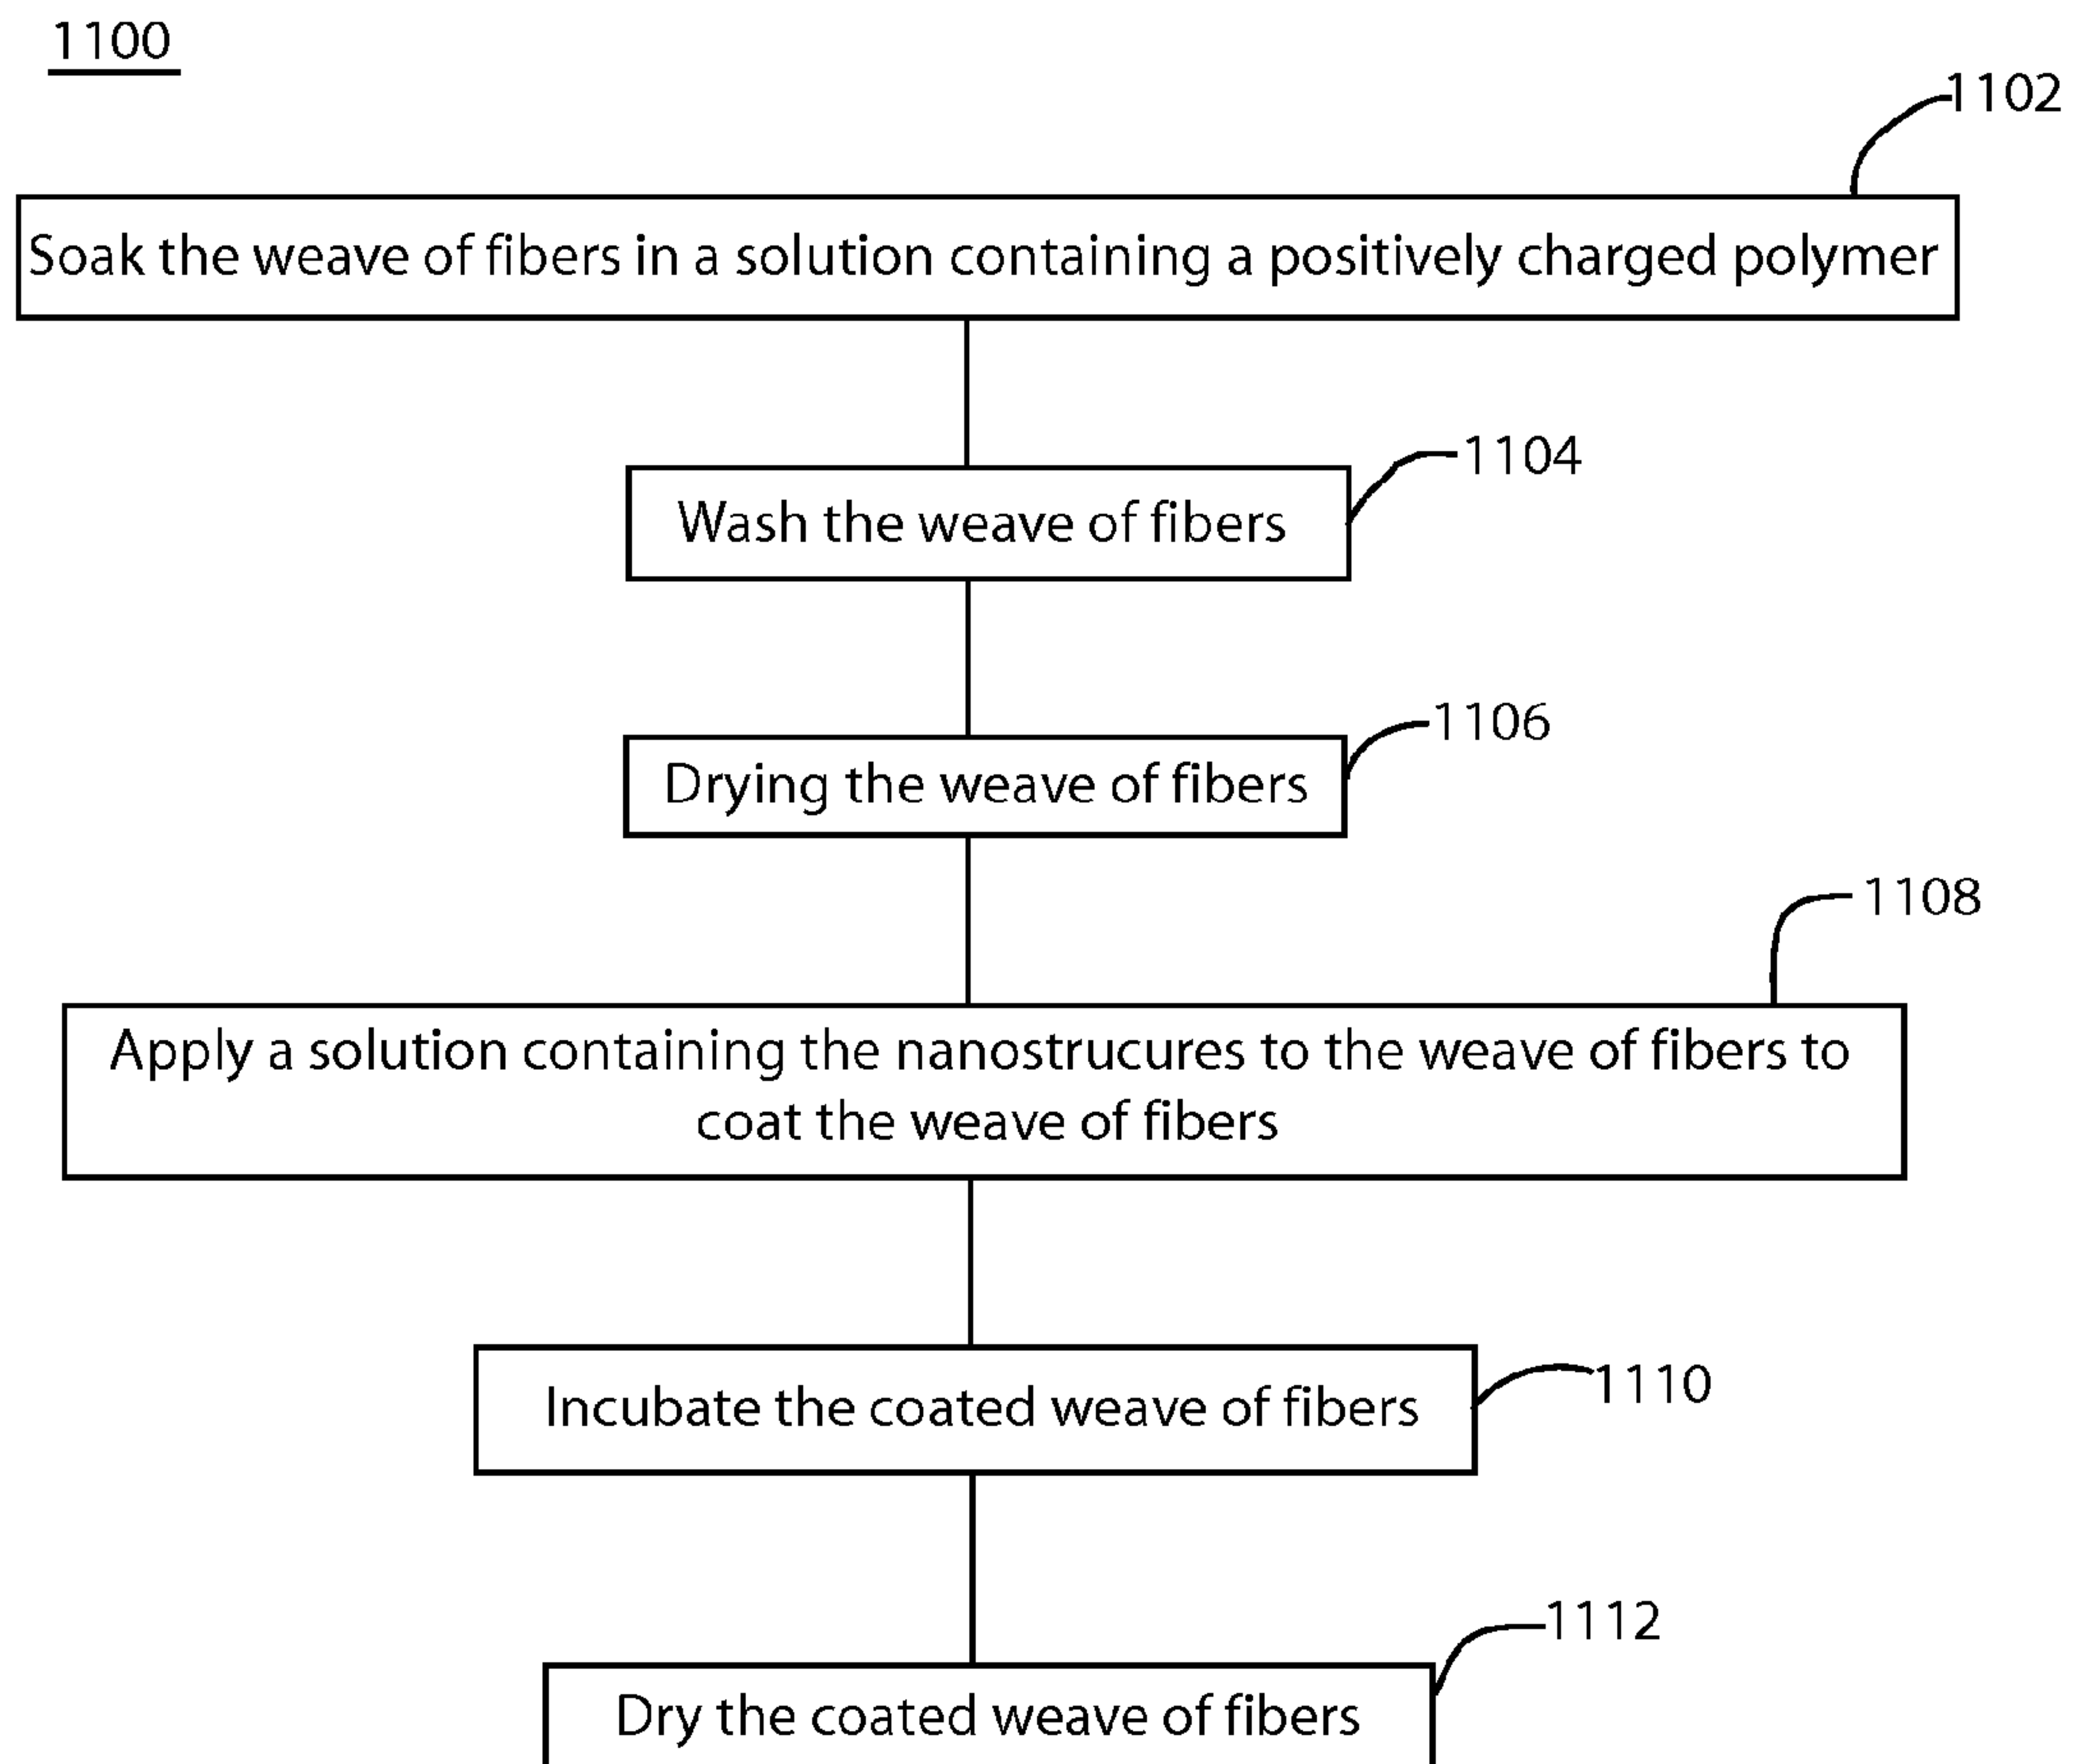 1100
1102
Soak the weave of fibers in a solution containing a positively charged polymer
1104
Wash the weave of fibers
1106
Drying the weave of fibers
1108
Apply a solution containing the nanostrucures to the weave of fibers to
coat the weave of fibers
1110
Incubate the coated weave of fibers
1112
Dry the coated weave of fibers